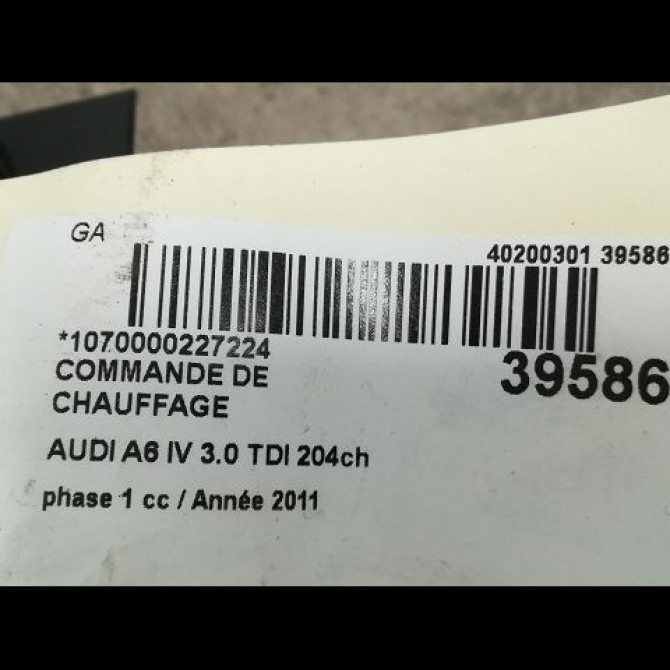 GA
40200301 39586
*1070000227224
39586
COMMANDE DE
CHAUFFAGE
AUDI A6 IV 3.0 TDI 204ch
phase 1 cc / Année 2011